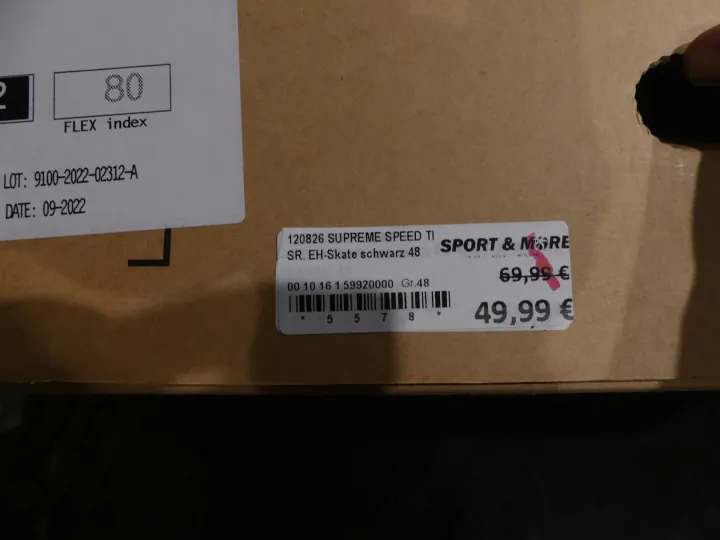 2
80
FLEX index
LOT: 9100-2022-02312-A
DATE: 09-2022
120826 SUPREME SPEED TI
SR. EH-Skate schwarz 48
SPORT & MORE
69,99 €
00 10 16 1 59920000 Gr.48
* 5 5 7 8 *
49,99 €